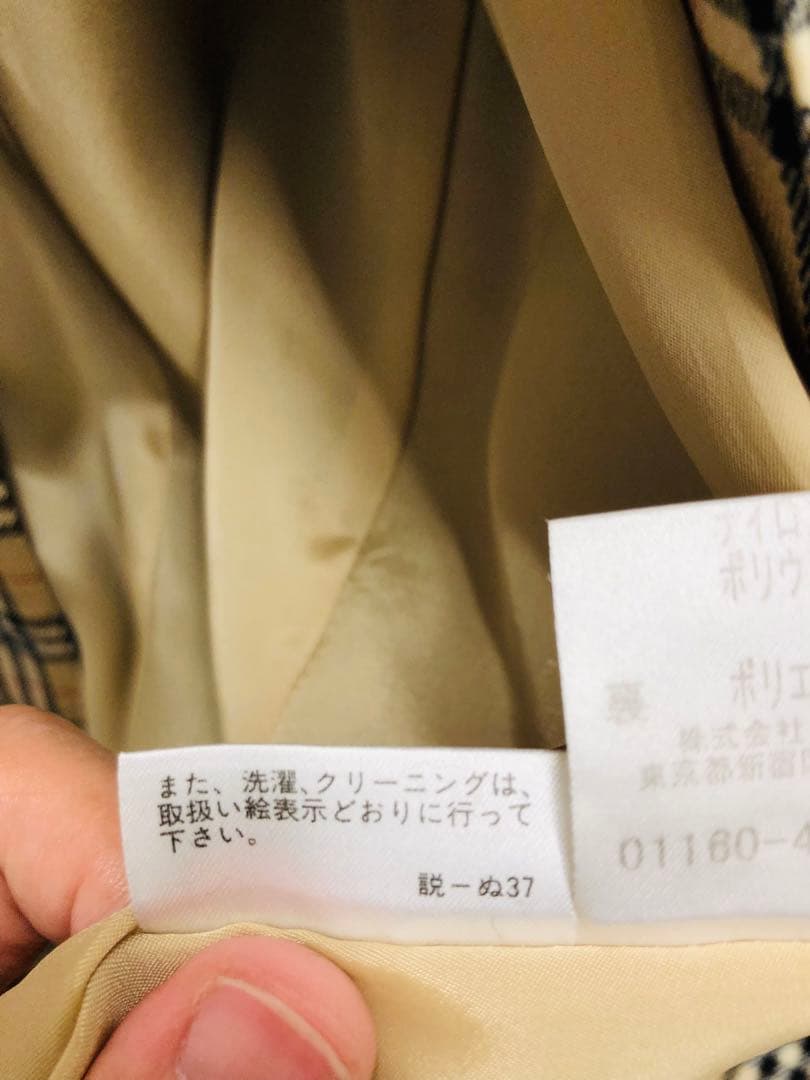 ナイロ
ポリウ
裏 ポリエ
株式会社
東京都新宿
01160-4
また、洗濯、クリーニングは、
取扱い絵表示どおりに行って
下さい。
説ーぬ37